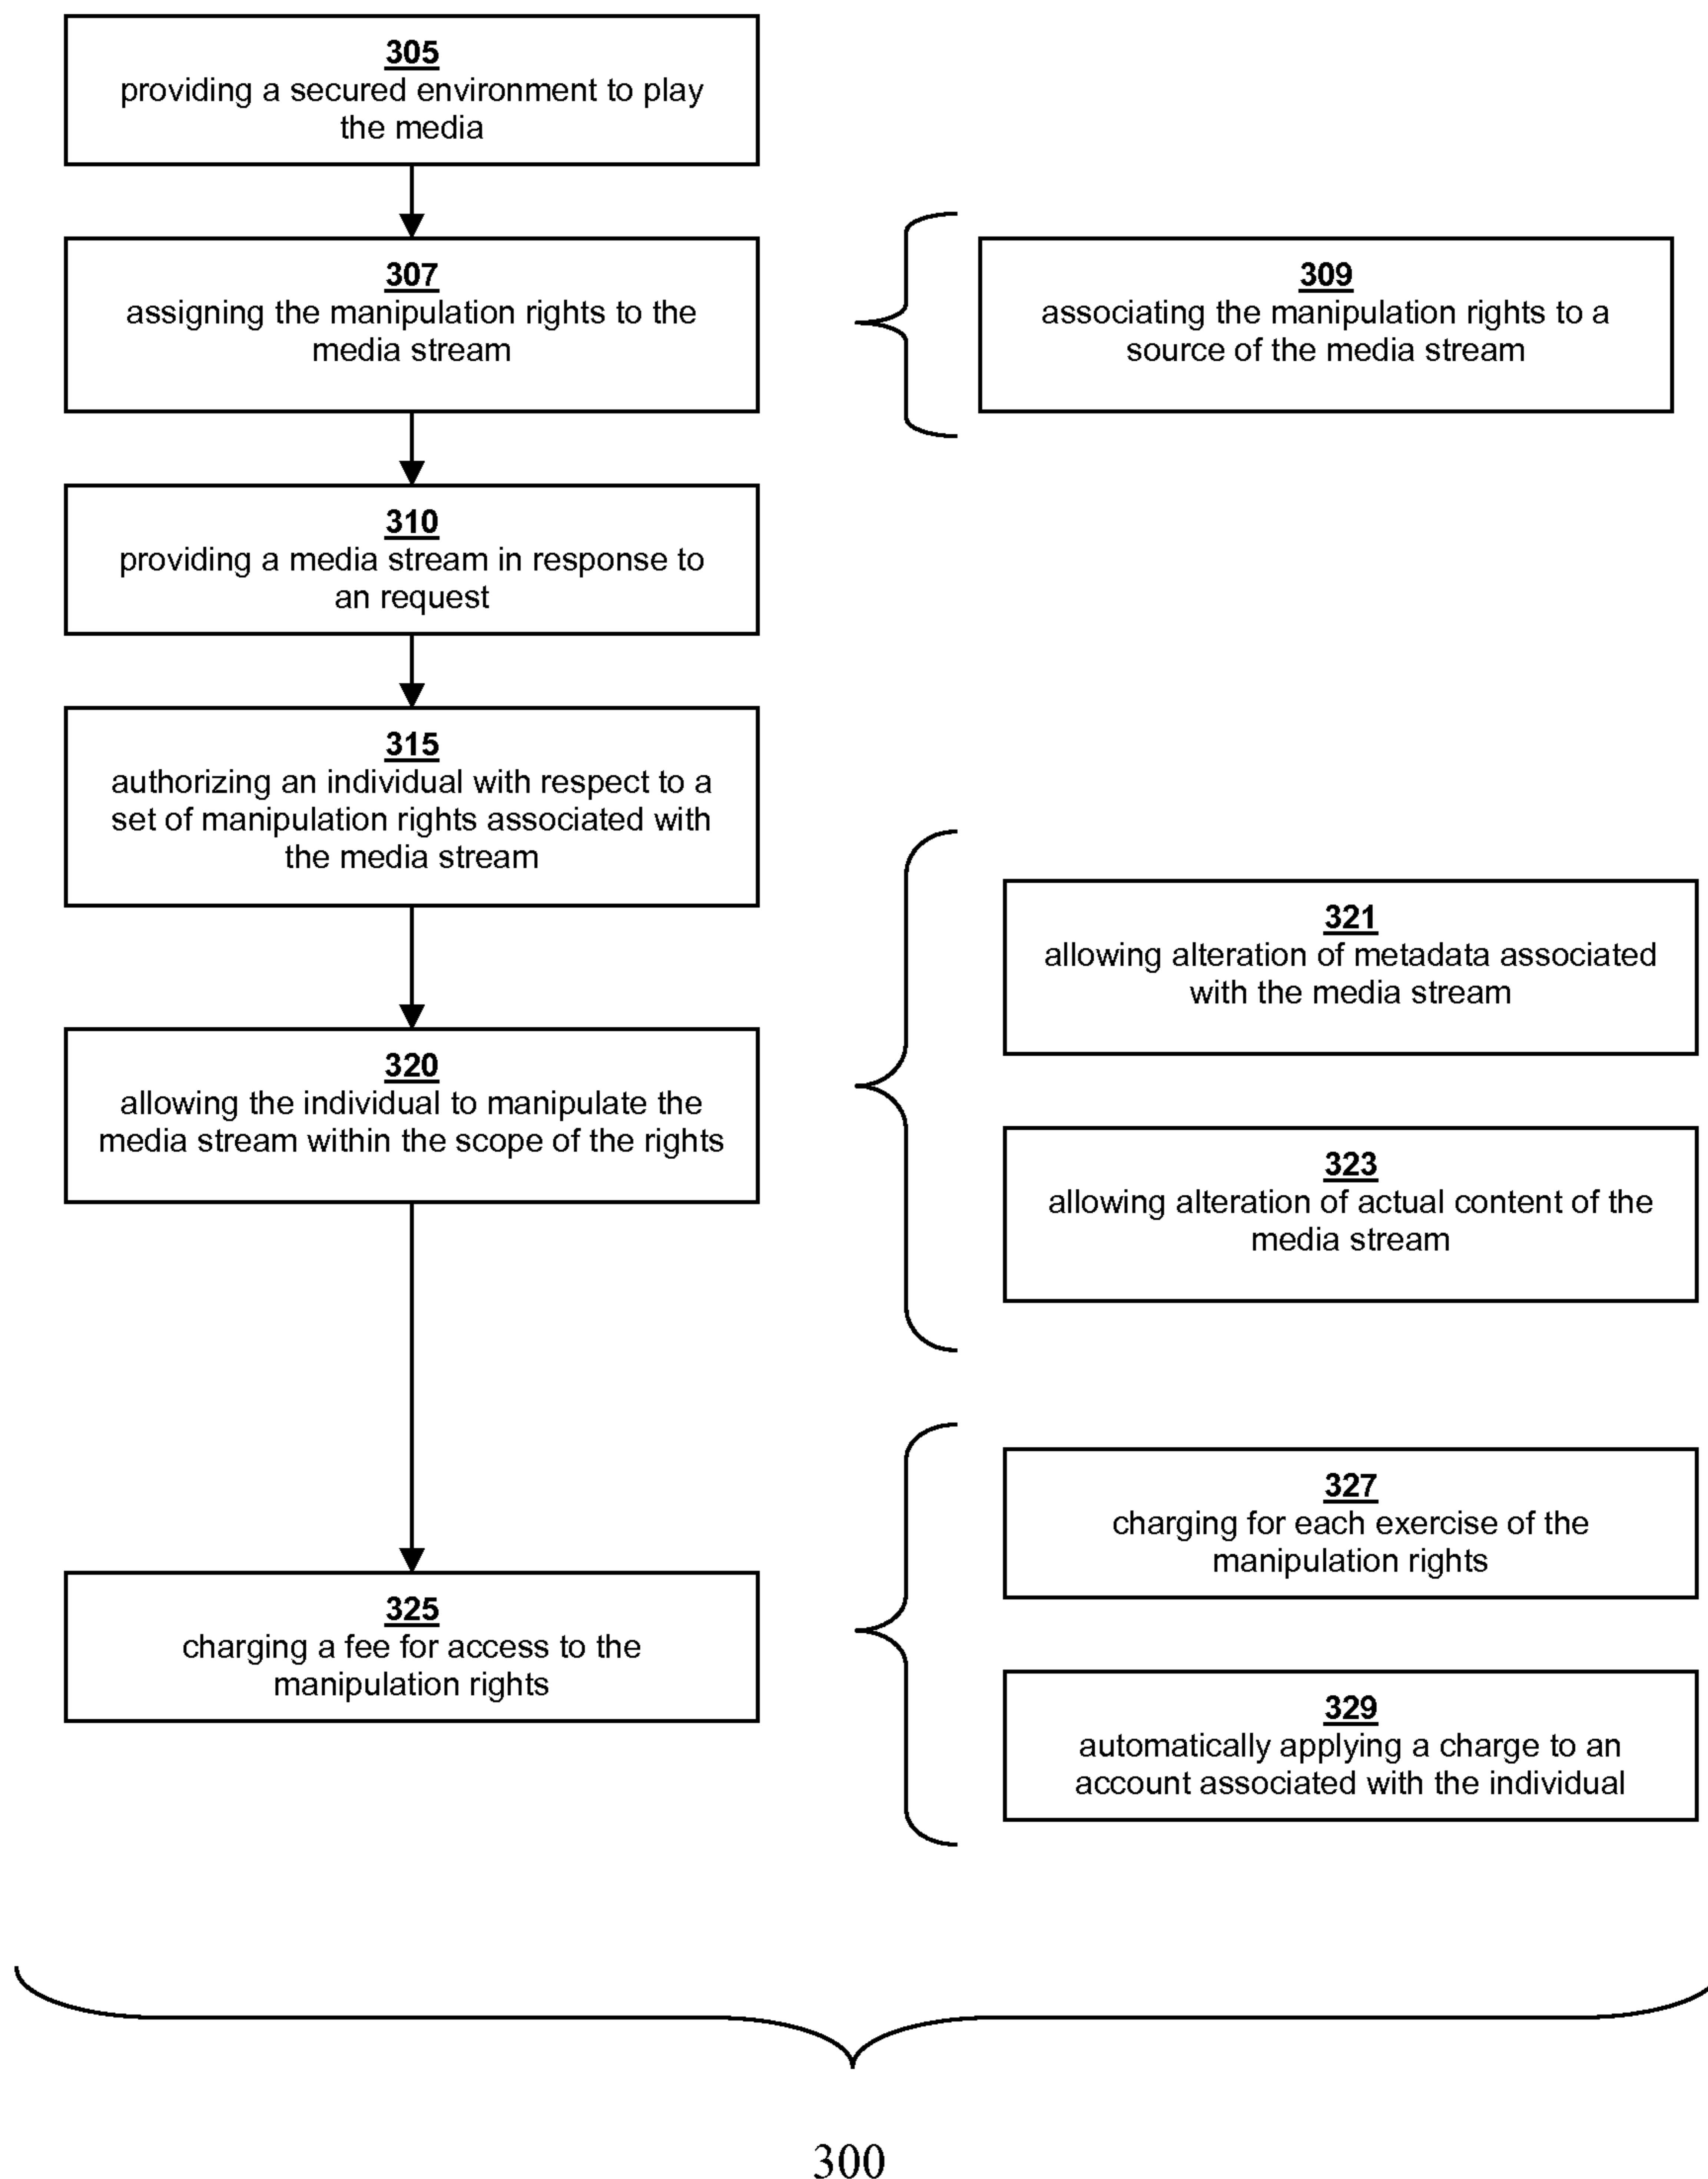 305
providing a secured environment to play
the media
307
assigning the manipulation rights to the
media stream
309
associating the manipulation rights to a
source of the media stream
310
providing a media stream in response to
an request
315
authorizing an individual with respect to a
set of manipulation rights associated with
the media stream
320
allowing the individual to manipulate the
media stream within the scope of the rights
321
allowing alteration of metadata associated
with the media stream
323
allowing alteration of actual content of the
media stream
325
charging a fee for access to the
manipulation rights
327
charging for each exercise of the
manipulation rights
329
automatically applying a charge to an
account associated with the individual
300